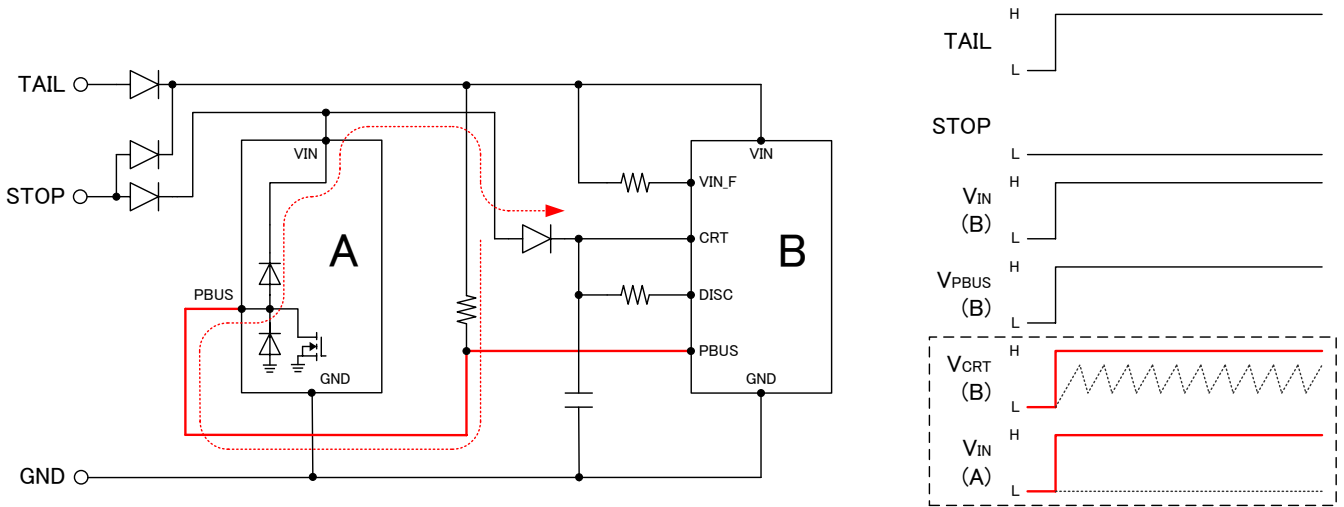 TAIL
STOP
GND
VIN
A
PBUS
GND
VIN
VIN_F
CRT
B
DISC
PBUS
GND
TAIL
H
L
STOP
L
VIN
(B)
H
L
VPBUS
(B)
H
L
VCRT
(B)
H
L
VIN
(A)
H
L